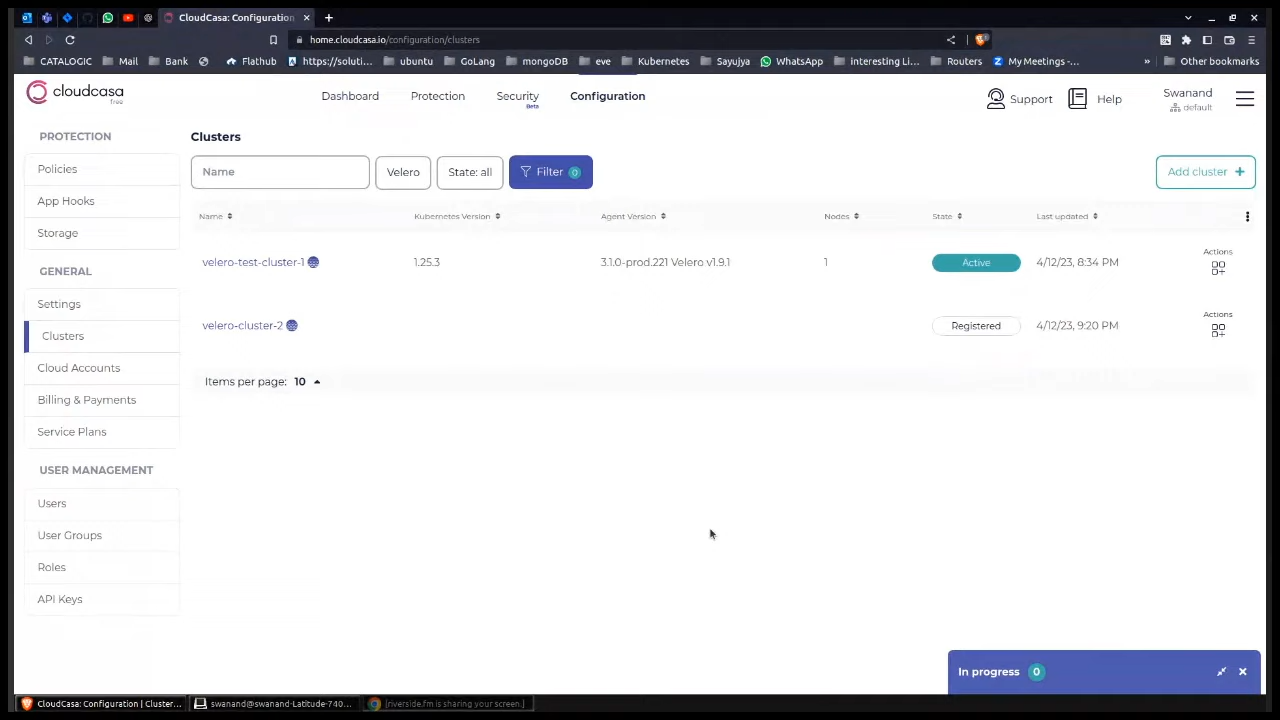 CloudCasa: Configuration
home.cloudcasa.io/configuration/clusters
CATALOGIC Mail Bank Flathub https://soluti... ubuntu GoLang mongoDB eve Kubernetes Sayujya WhatsApp interesting Li... Routers My Meetings -... » Other bookmarks
cloudcasa
free
Dashboard Protection Security Configuration
Beta
Support Help
Swanand
default
PROTECTION
Policies
App Hooks
Storage
GENERAL
Settings
Clusters
Cloud Accounts
Billing & Payments
Service Plans
USER MANAGEMENT
Users
User Groups
Roles
API Keys
Clusters
Name Velero State: all Filter 0 Add cluster +
Name Kubernetes Version Agent Version Nodes State Last updated
velero-test-cluster-1 1.25.3 3.1.0-prod.221 Velero v1.9.1 1 Active 4/12/23, 8:34 PM Actions
velero-cluster-2 Registered 4/12/23, 9:20 PM Actions
Items per page: 10
In progress 0
CloudCasa: Configuration | Cluster... swanand@swanand-Latitude-740... [riverside.fm is sharing your screen.]